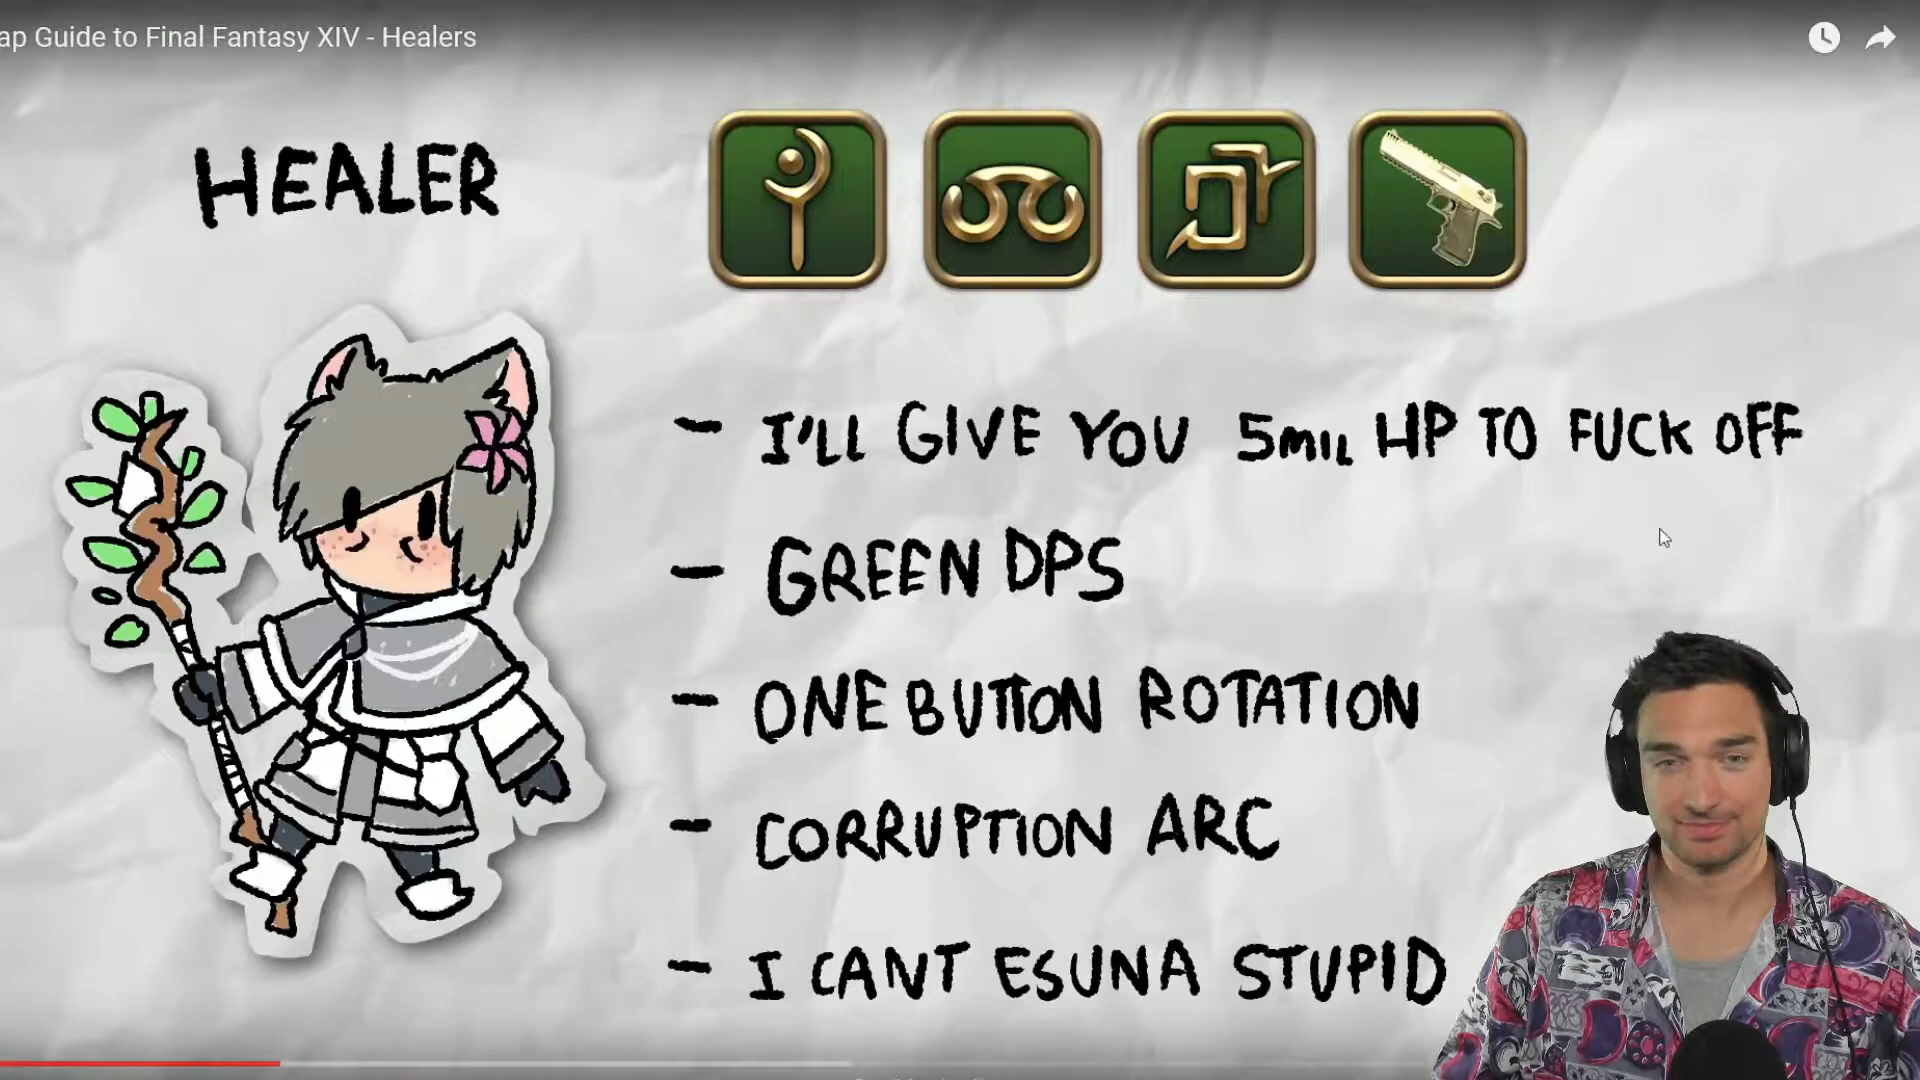 ap Guide to Final Fantasy XIV - Healers
HEALER
- I'LL GIVE YOU 5MIL HP TO FUCK OFF
- GREEN DPS
- ONE BUTTON ROTATION
- CORRUPTION ARC
- I CANT ESUNA STUPID